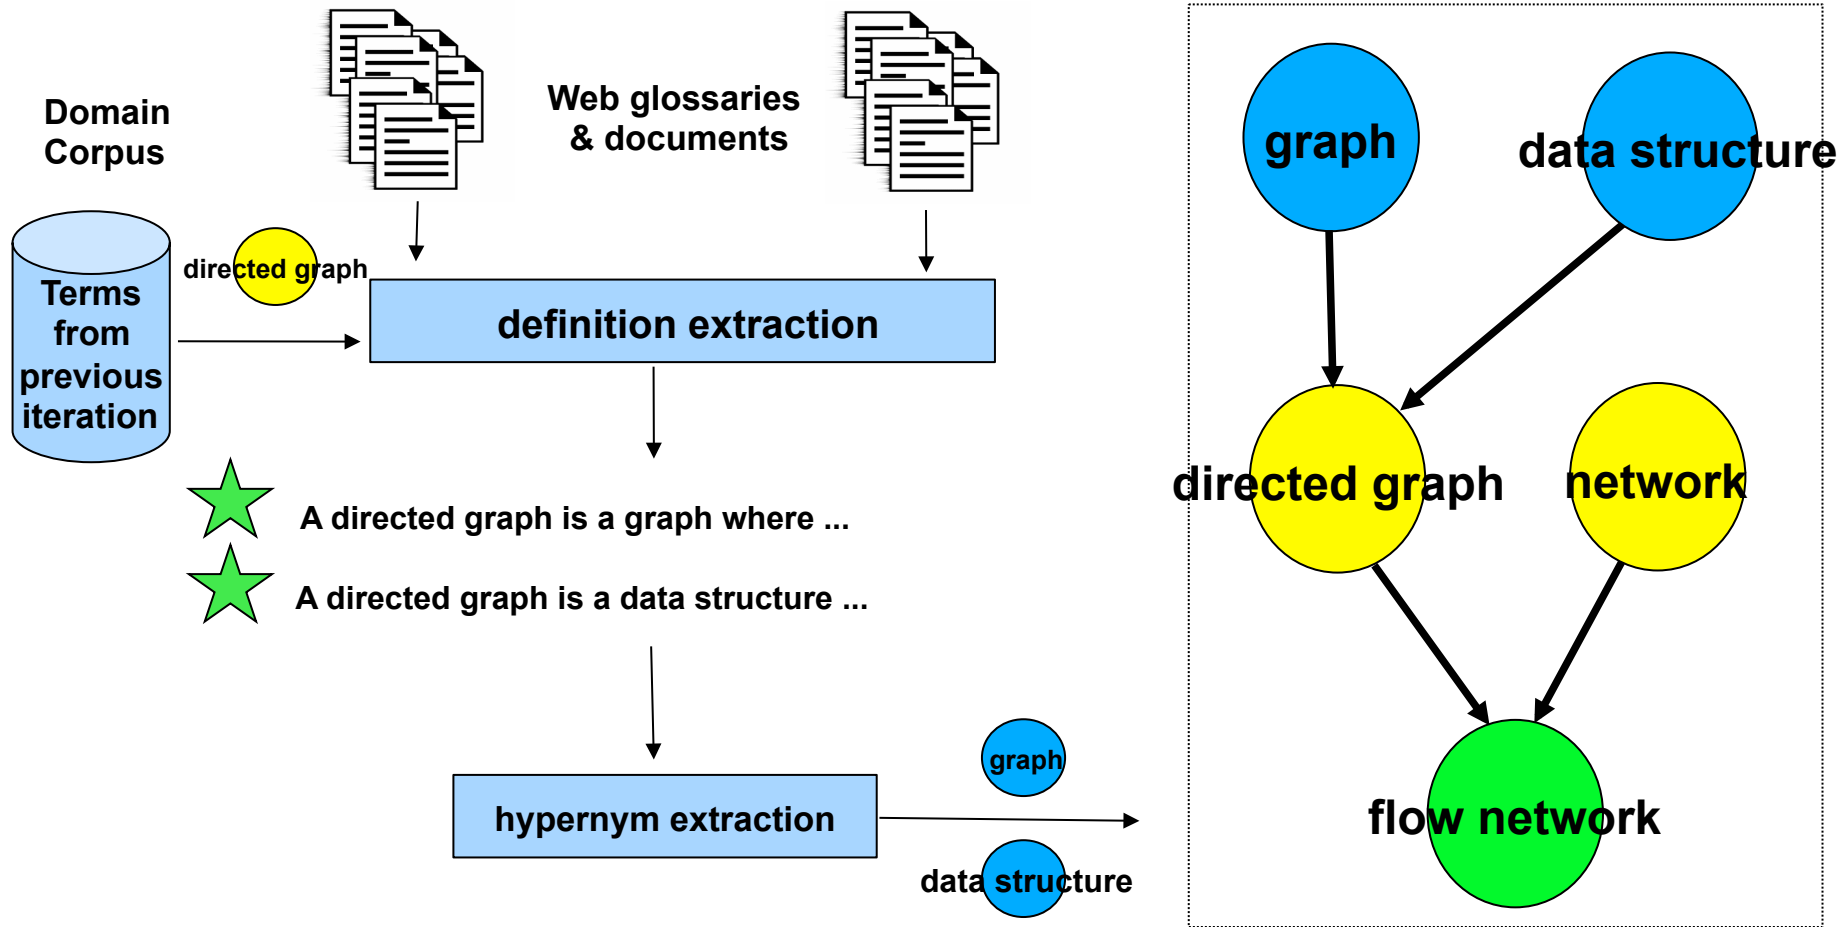 Domain
Corpus
Web glossaries
& documents
Terms
from
previous
iteration
directed graph
definition extraction
A directed graph is a graph where ...
A directed graph is a data structure ...
hypernym extraction
graph
data structure
graph
data structure
directed graph
network
flow network